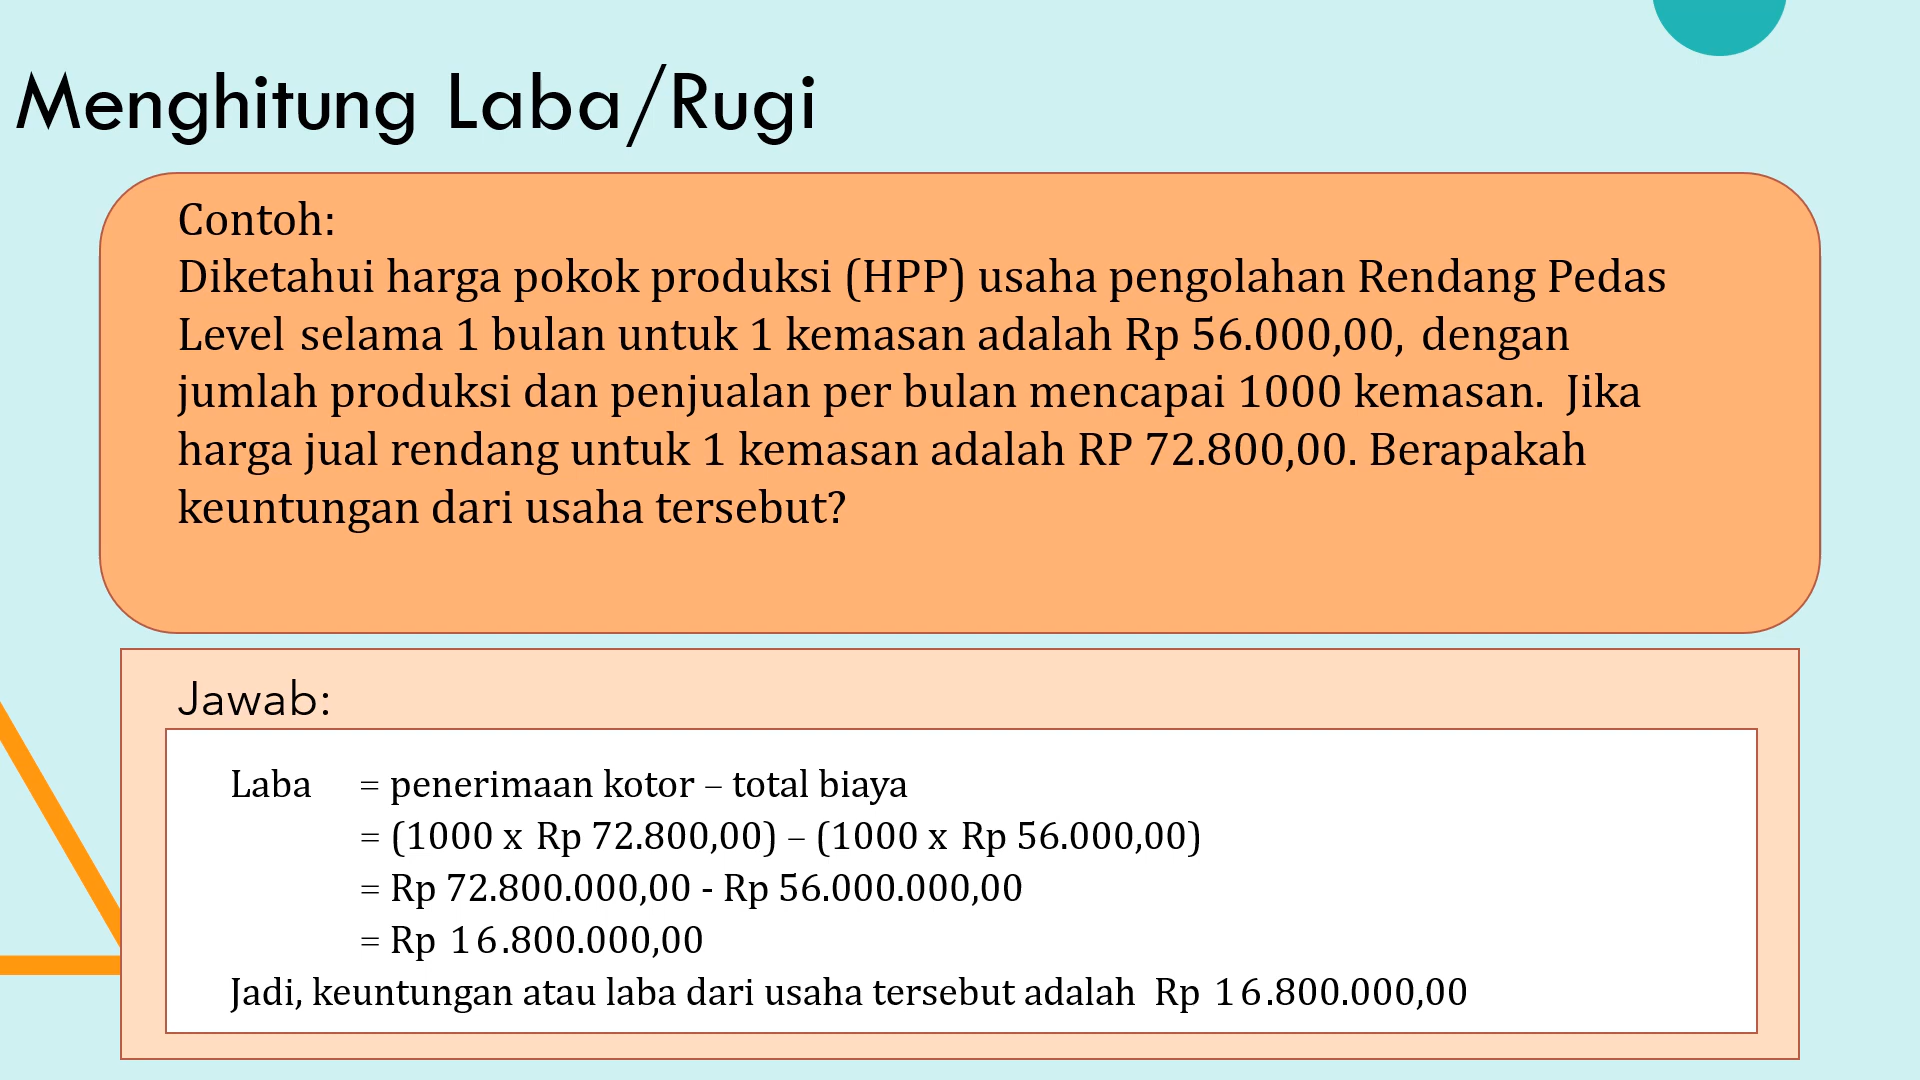 Menghitung Laba/Rugi
Contoh:
Diketahui harga pokok produksi (HPP) usaha pengolahan Rendang Pedas
Level selama 1 bulan untuk 1 kemasan adalah Rp 56.000,00, dengan
jumlah produksi dan penjualan per bulan mencapai 1000 kemasan. Jika
harga jual rendang untuk 1 kemasan adalah RP 72.800,00. Berapakah
keuntungan dari usaha tersebut?
Jawab:
Laba = penerimaan kotor – total biaya
= (1000 x Rp 72.800,00) – (1000 x Rp 56.000,00)
= Rp 72.800.000,00 - Rp 56.000.000,00
= Rp 16.800.000,00
Jadi, keuntungan atau laba dari usaha tersebut adalah Rp 16.800.000,00